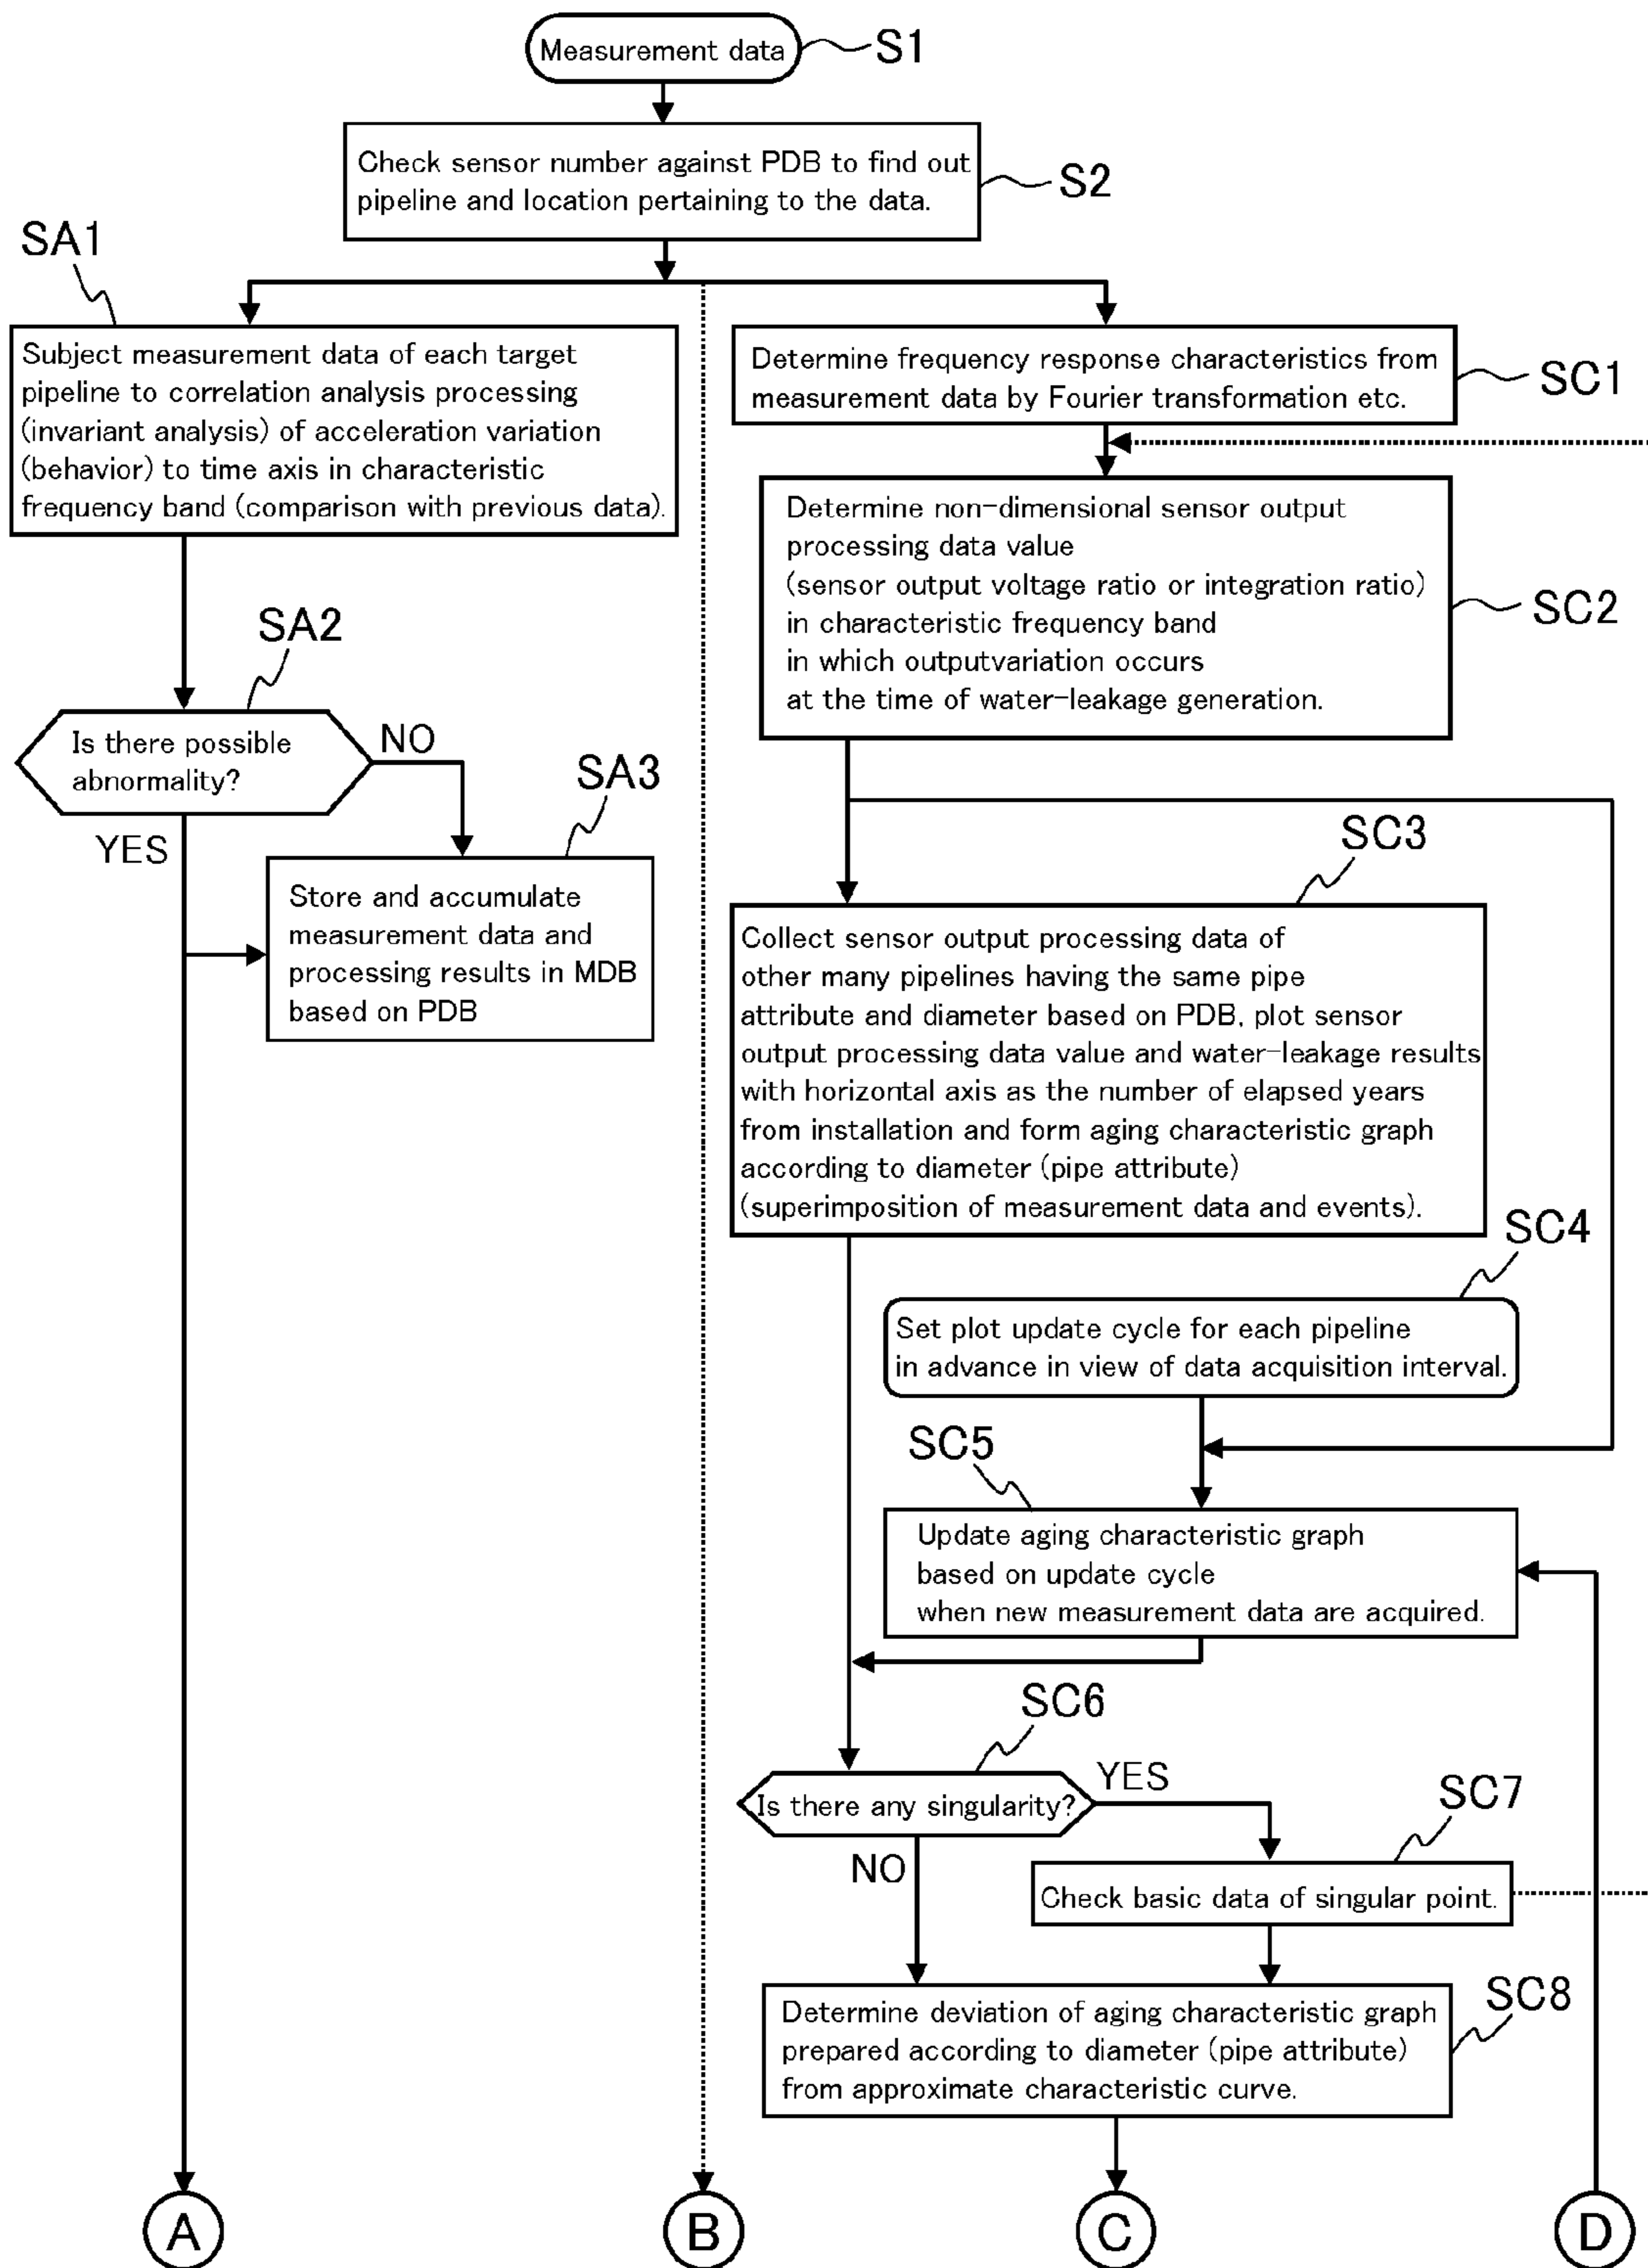 Measurement data
S1
Check sensor number against PDB to find out
pipeline and location pertaining to the data.
S2
SA1
Subject measurement data of each target
pipeline to correlation analysis processing
(invariant analysis) of acceleration variation
(behavior) to time axis in characteristic
frequency band (comparison with previous data).
Determine frequency response characteristics from
measurement data by Fourier transformation etc.
SC1
Determine non-dimensional sensor output
processing data value
(sensor output voltage ratio or integration ratio)
in characteristic frequency band
in which outputvariation occurs
at the time of water-leakage generation.
SC2
SA2
Is there possible
abnormality?
NO
YES
SA3
Store and accumulate
measurement data and
processing results in MDB
based on PDB
SC3
Collect sensor output processing data of
other many pipelines having the same pipe
attribute and diameter based on PDB, plot sensor
output processing data value and water-leakage results
with horizontal axis as the number of elapsed years
from installation and form aging characteristic graph
according to diameter (pipe attribute)
(superimposition of measurement data and events).
SC4
Set plot update cycle for each pipeline
in advance in view of data acquisition interval.
SC5
Update aging characteristic graph
based on update cycle
when new measurement data are acquired.
SC6
Is there any singularity?
YES
NO
SC7
Check basic data of singular point.
SC8
Determine deviation of aging characteristic graph
prepared according to diameter (pipe attribute)
from approximate characteristic curve.
A
B
C
D